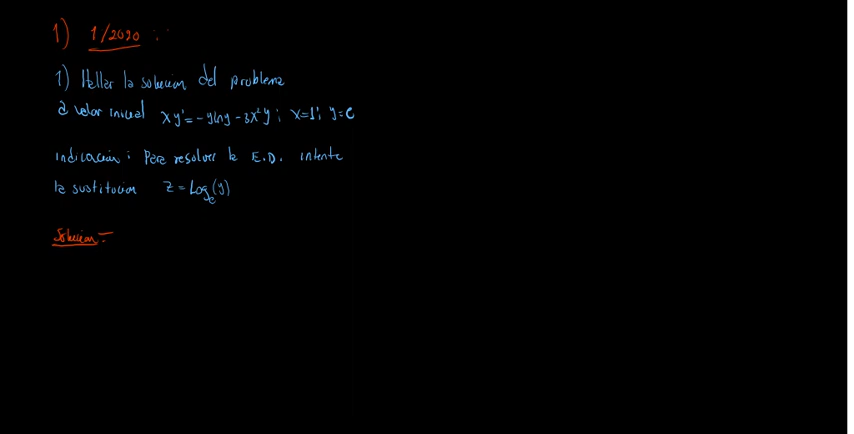 1) 1/2020 :.
1) Hallar la solución del problema
a valor inicial xy' = -y ln y - 3x²y ; x=1 ; y=e
indicación : Para resolver la E.D. intente
la sustitución z = Log_e(y)
Solución =